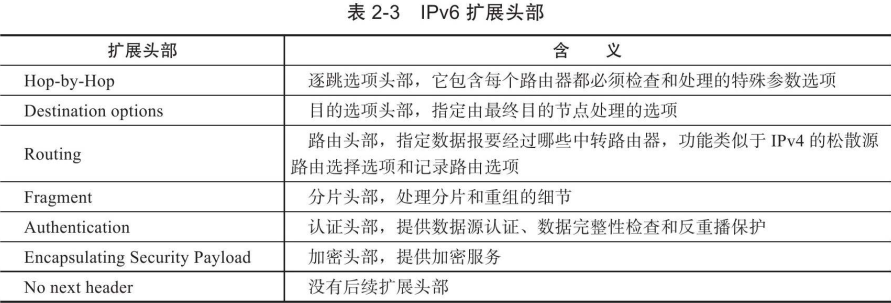 表 2-3 IPv6 扩展头部
扩展头部 含 义
Hop-by-Hop 逐跳选项头部，它包含每个路由器都必须检查和处理的特殊参数选项
Destination options 目的选项头部，指定由最终目的节点处理的选项
Routing 路由头部，指定数据报要经过哪些中转路由器，功能类似于 IPv4 的松散源
路由选择选项和记录路由选项
Fragment 分片头部，处理分片和重组的细节
Authentication 认证头部，提供数据源认证、数据完整性检查和反重播保护
Encapsulating Security Payload 加密头部，提供加密服务
No next header 没有后续扩展头部